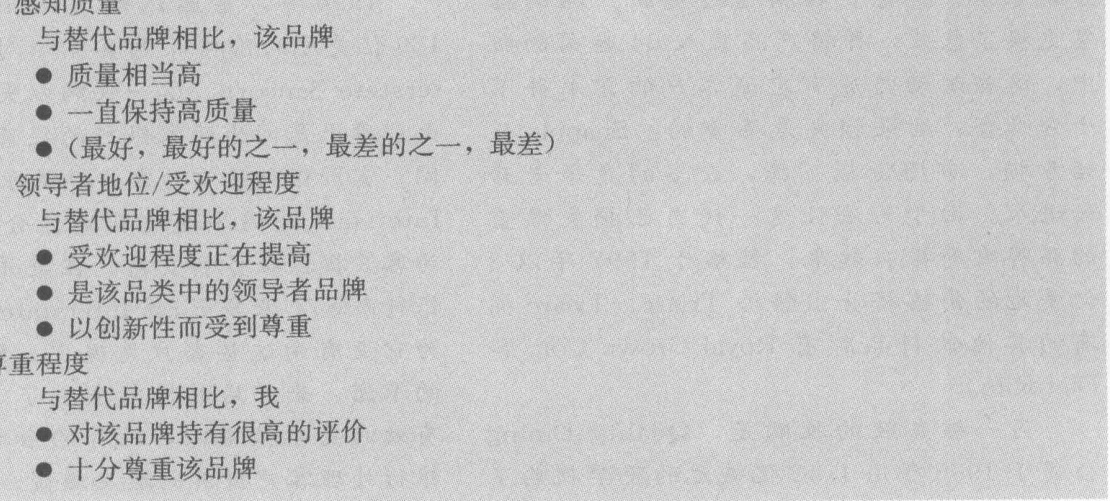 感知质量
与替代品牌相比，该品牌
● 质量相当高
● 一直保持高质量
●（最好，最好的之一，最差的之一，最差）
领导者地位/受欢迎程度
与替代品牌相比，该品牌
● 受欢迎程度正在提高
● 是该品类中的领导者品牌
● 以创新性而受到尊重
尊重程度
与替代品牌相比，我
● 对该品牌持有很高的评价
● 十分尊重该品牌